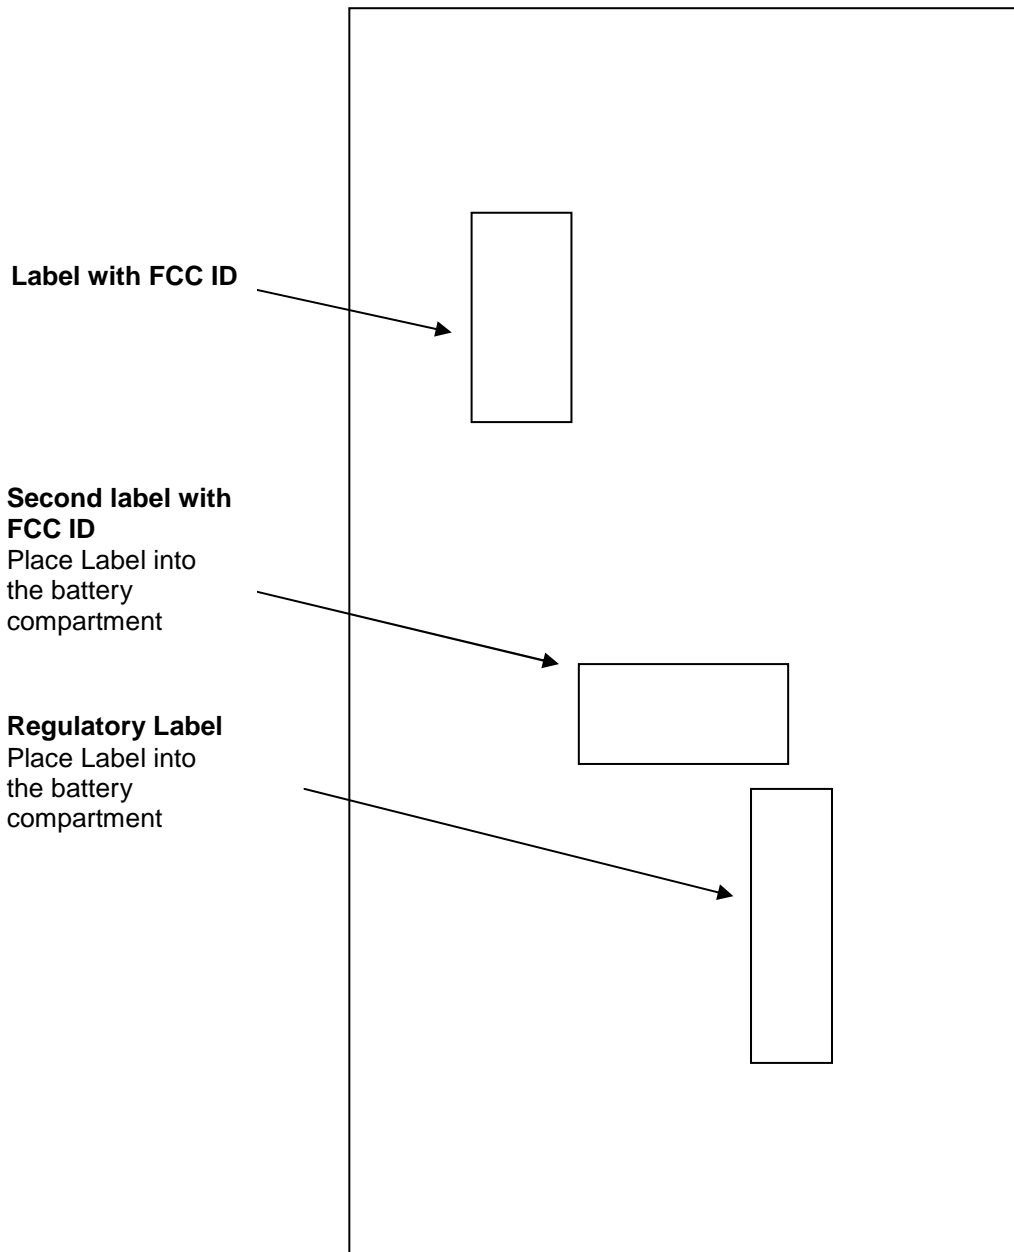 Label with FCC ID
Second label with
FCC ID
Place Label into
the battery
compartment
Regulatory Label
Place Label into
the battery
compartment